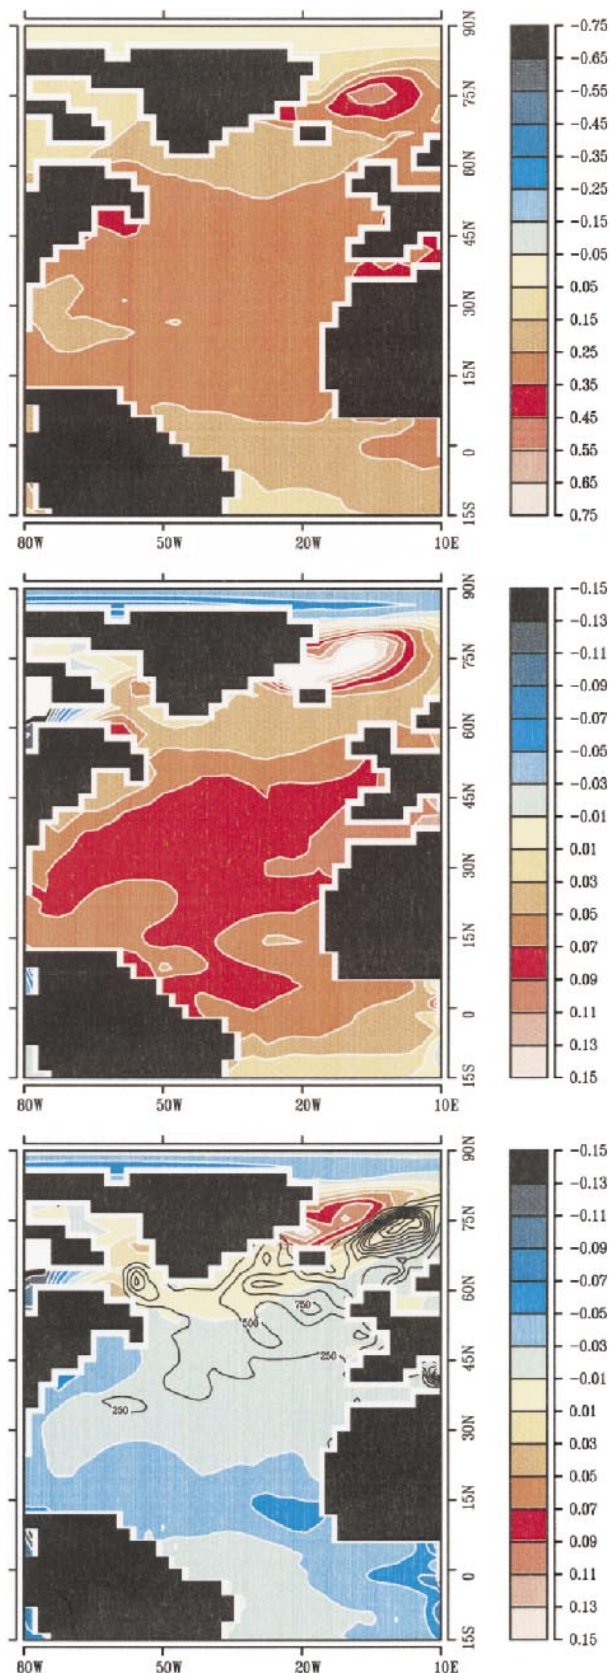 90N
75N
60N
45N
30N
15N
0
15S
80W
50W
20W
10E
-0.75
-0.65
-0.55
-0.45
-0.35
-0.25
-0.15
-0.05
0.05
0.15
0.25
0.35
0.45
0.55
0.65
0.75
90N
75N
60N
45N
30N
15N
0
15S
80W
50W
20W
10E
-0.15
-0.13
-0.11
-0.09
-0.07
-0.05
-0.03
-0.01
0.01
0.03
0.05
0.07
0.09
0.11
0.13
0.15
90N
75N
60N
45N
30N
15N
0
15S
750
500
250
250
80W
50W
20W
10E
-0.15
-0.13
-0.11
-0.09
-0.07
-0.05
-0.03
-0.01
0.01
0.03
0.05
0.07
0.09
0.11
0.13
0.15